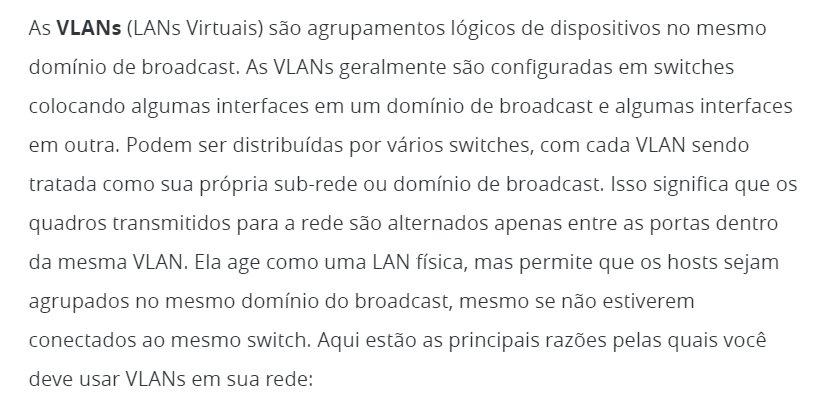 As VLANs (LANs Virtuais) são agrupamentos lógicos de dispositivos no mesmo
domínio de broadcast. As VLANs geralmente são configuradas em switches
colocando algumas interfaces em um domínio de broadcast e algumas interfaces
em outra. Podem ser distribuídas por vários switches, com cada VLAN sendo
tratada como sua própria sub-rede ou domínio de broadcast. Isso significa que os
quadros transmitidos para a rede são alternados apenas entre as portas dentro
da mesma VLAN. Ela age como uma LAN física, mas permite que os hosts sejam
agrupados no mesmo domínio do broadcast, mesmo se não estiverem
conectados ao mesmo switch. Aqui estão as principais razões pelas quais você
deve usar VLANs em sua rede: